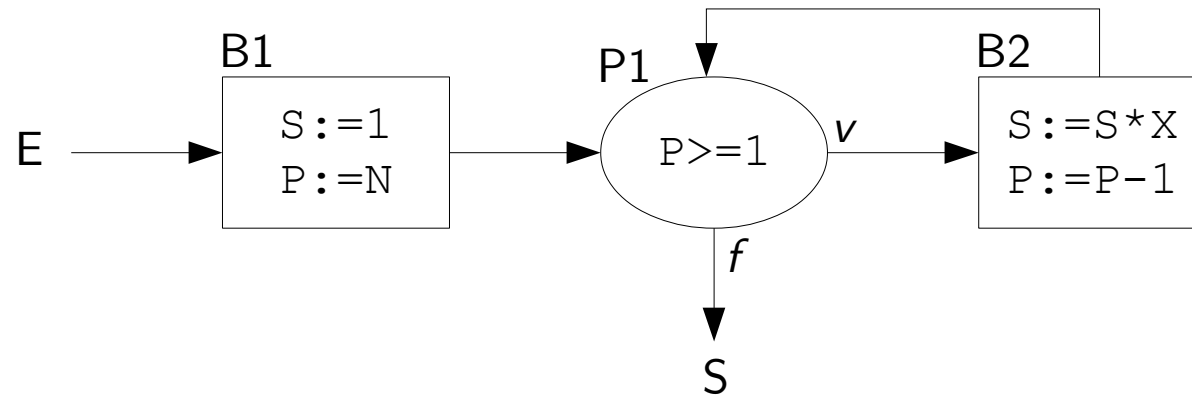 B1
P1
B2
E
S:=1
P:=N
P>=1
v
S:=S*X
P:=P-1
f
S